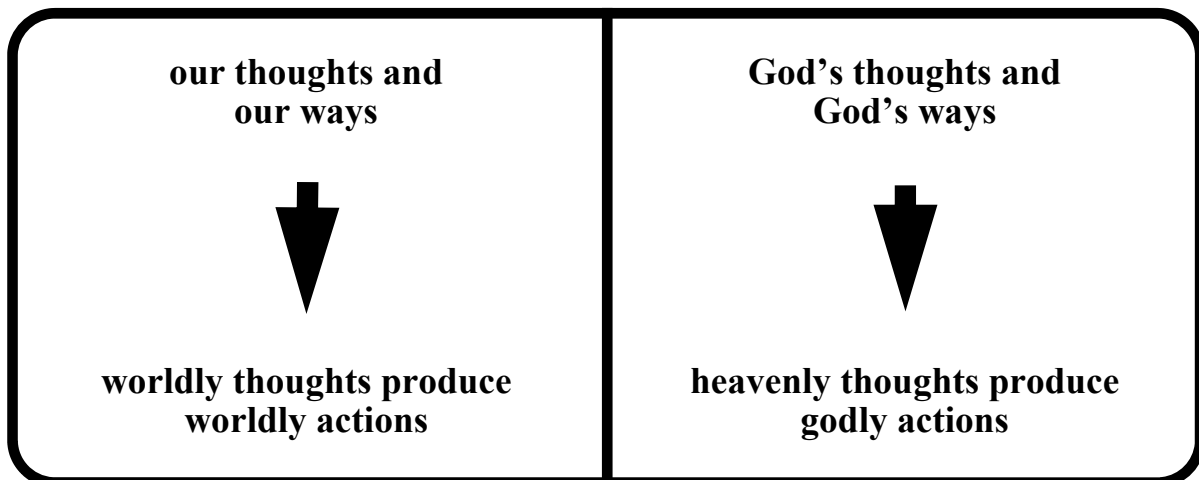 our thoughts and
our ways
worldly thoughts produce
worldly actions
God’s thoughts and
God’s ways
heavenly thoughts produce
godly actions